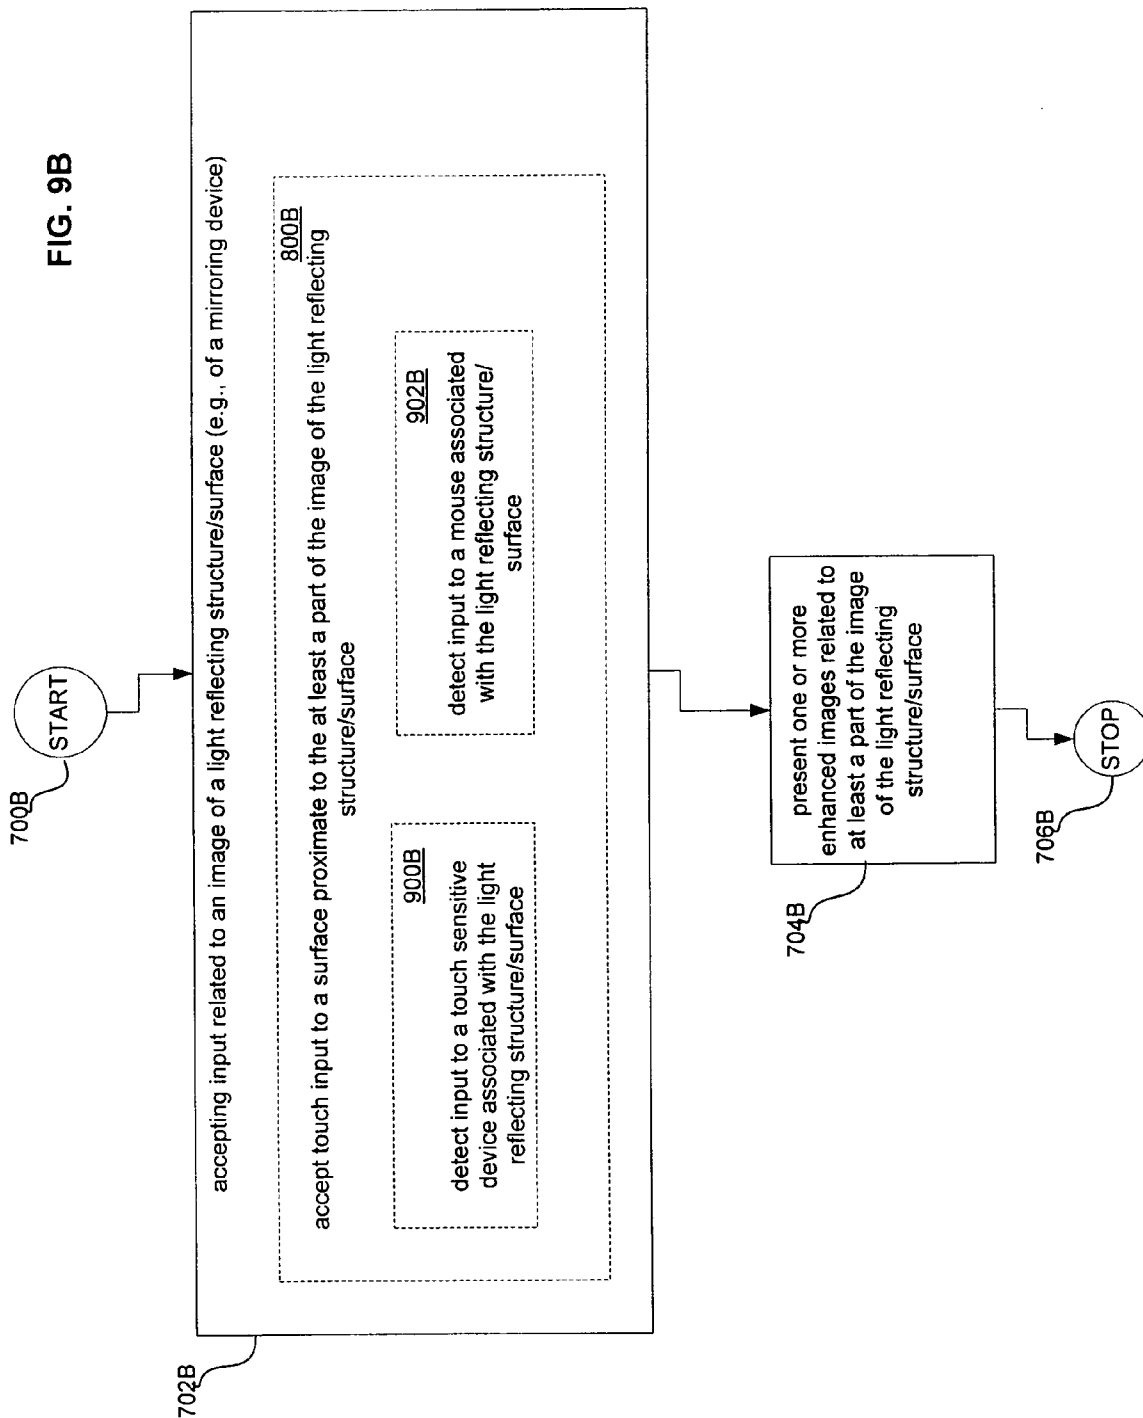 FIG. 9B
START
700B
accepting input related to an image of a light reflecting structure/surface (e.g., of a mirroring device)
702B
800B
accept touch input to a surface proximate to the at least a part of the image of the light reflecting
structure/surface
900B
detect input to a touch sensitive
device associated with the light
reflecting structure/surface
902B
detect input to a mouse associated
with the light reflecting structure/
surface
present one or more
enhanced images related to
at least a part of the image
of the light reflecting
structure/surface
704B
STOP
706B